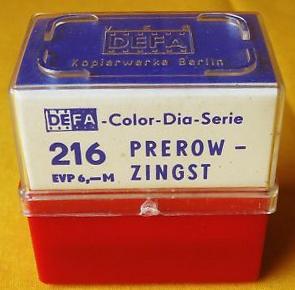 DEFA
Kopierwerke Berlin
DEFA-Color-Dia-Serie
216 PREROW-
EVP 6,—M ZINGST